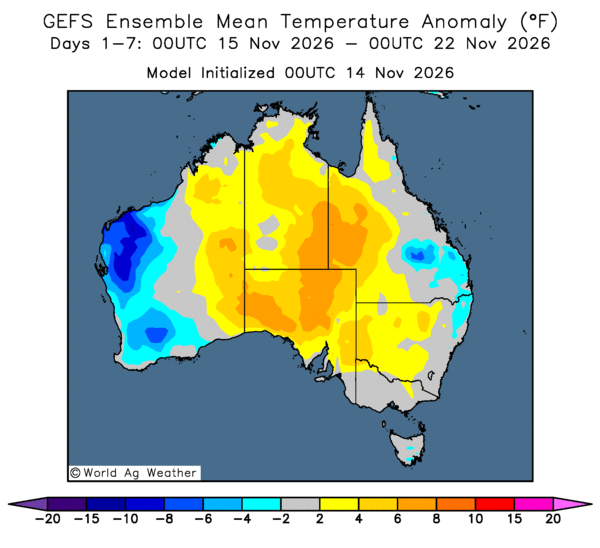 GEFS Ensemble Mean Temperature Anomaly (°F)
Days 1-7: 00UTC 15 Nov 2026 - 00UTC 22 Nov 2026
Model Initialized 00UTC 14 Nov 2026
©World Ag Weather
-20 -15 -10 -8 -6 -4 -2 2 4 6 8 10 15 20